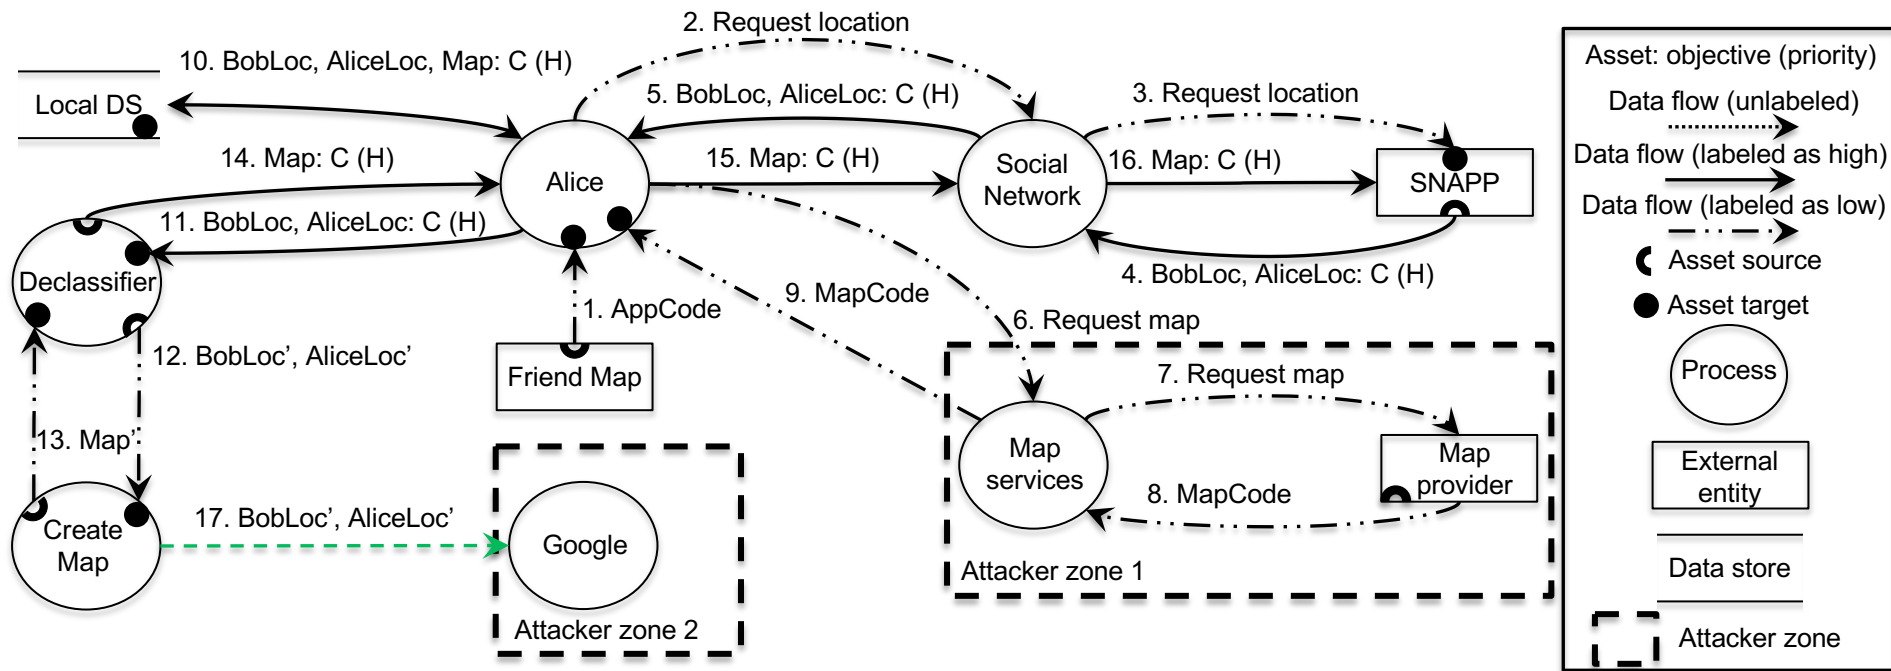 2. Request location
10. BobLoc, AliceLoc, Map: C (H)
Local DS
5. BobLoc, AliceLoc: C (H)
3. Request location
14. Map: C (H)
Alice
15. Map: C (H)
Social
Network
16. Map: C (H)
SNAPP
11. BobLoc, AliceLoc: C (H)
Declassifier
4. BobLoc, AliceLoc: C (H)
9. MapCode
1. AppCode
6. Request map
12. BobLoc’, AliceLoc’
Friend Map
7. Request map
13. Map’
Map
services
Map
provider
8. MapCode
17. BobLoc’, AliceLoc’
Create
Map
Google
Attacker zone 1
Attacker zone 2
Asset: objective (priority)
Data flow (unlabeled)
Data flow (labeled as high)
Data flow (labeled as low)
Asset source
Asset target
Process
External
entity
Data store
Attacker zone